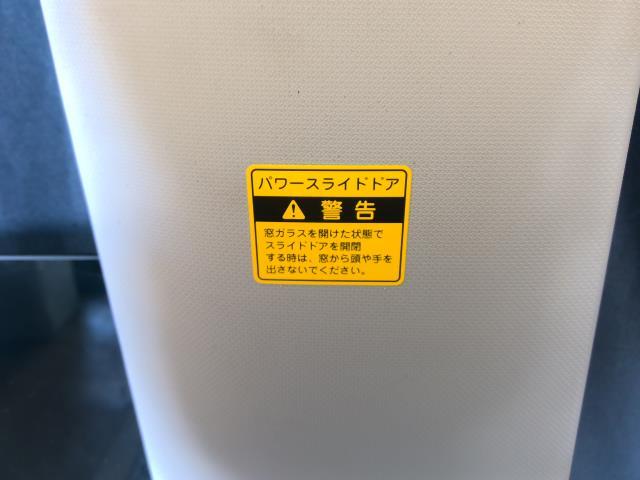 パワースライドドア
警告
窓ガラスを開けた状態で
スライドドアを開閉
する時は、窓から頭や手を
出さないでください。